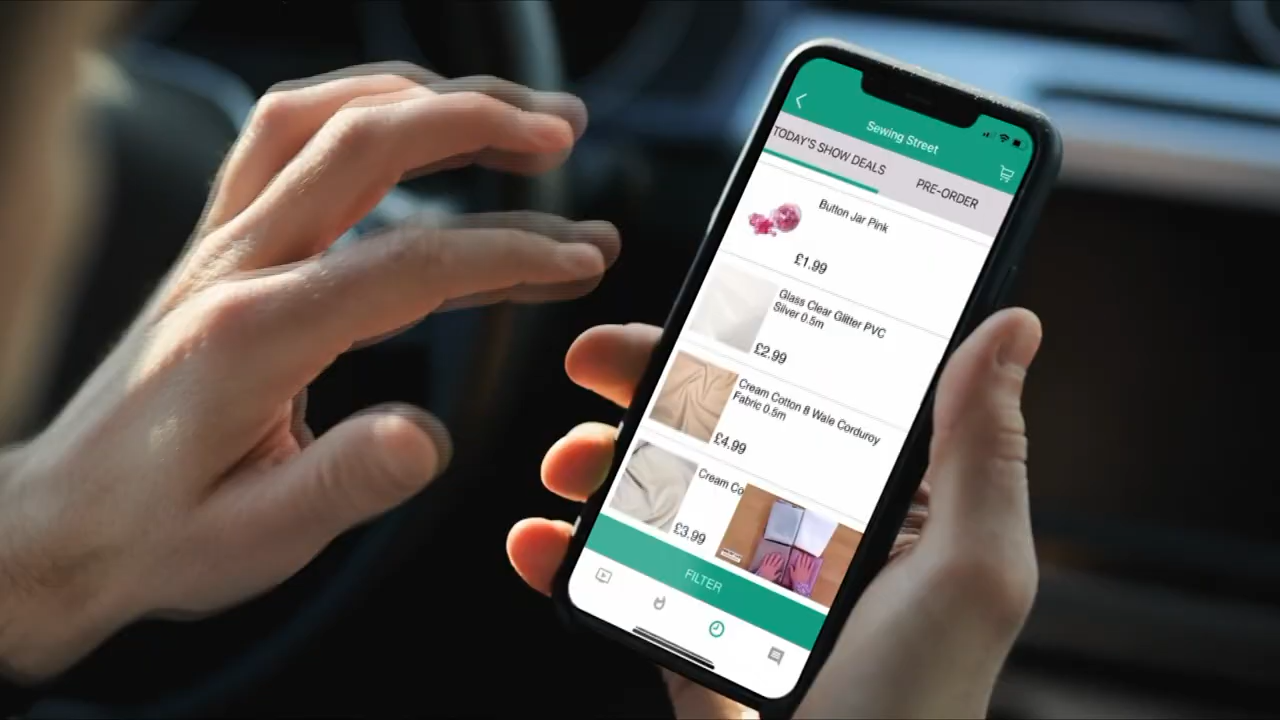 Sewing Street
TODAY'S SHOW DEALS
PRE-ORDER
Button Jar Pink
£1.99
Glass Clear Glitter PVC
Silver 0.5m
£2.99
Cream Cotton 8 Wale Corduroy
Fabric 0.5m
£4.99
Cream Co
£3.99
FILTER